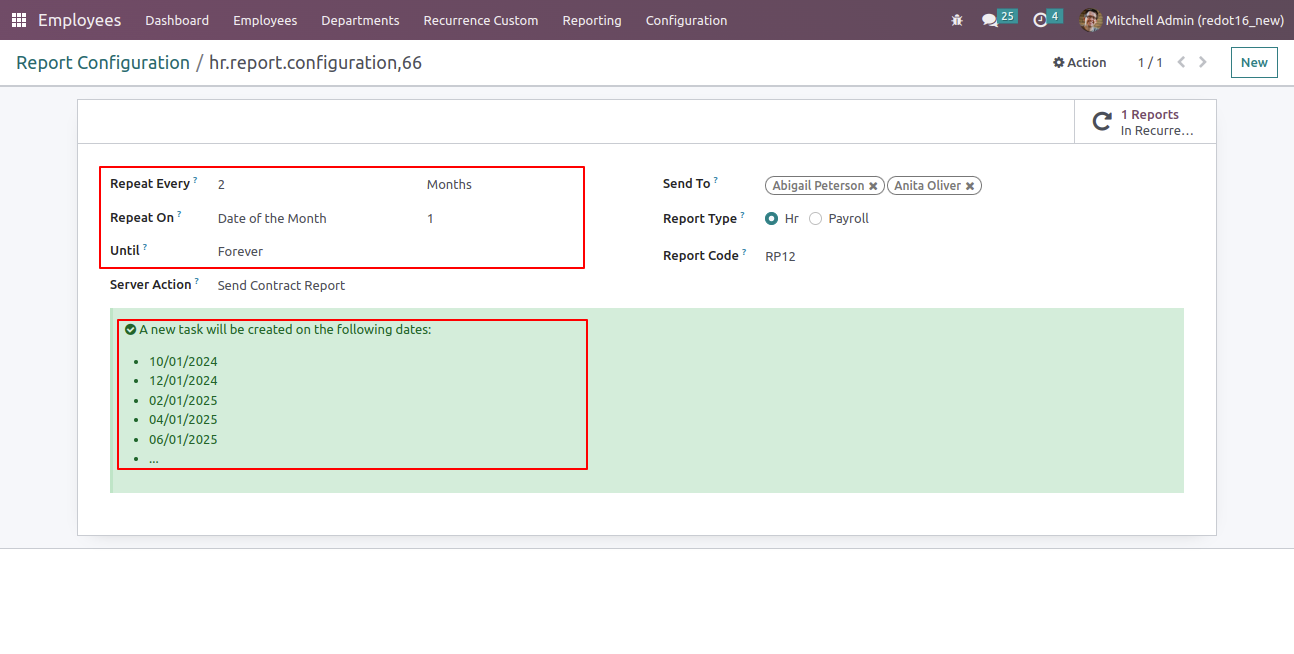 Employees Dashboard Employees Departments Recurrence Custom Reporting Configuration 25 4 Mitchell Admin (redot16_new)
Report Configuration / hr.report.configuration,66 Action 1 / 1 New
1 Reports
In Recurre...
Repeat Every ? 2 Months
Repeat On ? Date of the Month 1
Until ? Forever
Server Action ? Send Contract Report
Send To ? Abigail Peterson ✖ Anita Oliver ✖
Report Type ? Hr Payroll
Report Code ? RP12
A new task will be created on the following dates:
• 10/01/2024
• 12/01/2024
• 02/01/2025
• 04/01/2025
• 06/01/2025
• ...